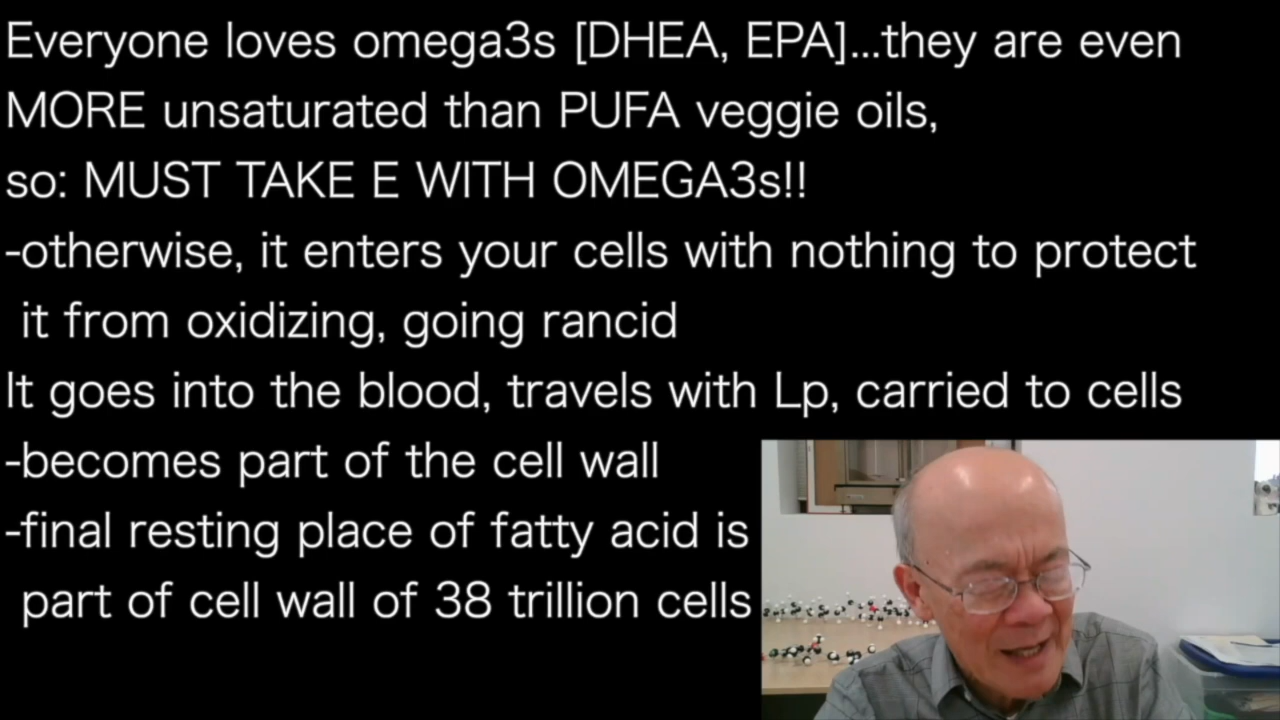 Everyone loves omega3s [DHEA, EPA]...they are even
MORE unsaturated than PUFA veggie oils,
so: MUST TAKE E WITH OMEGA3s!!
-otherwise, it enters your cells with nothing to protect
it from oxidizing, going rancid
It goes into the blood, travels with Lp, carried to cells
-becomes part of the cell wall
-final resting place of fatty acid is
part of cell wall of 38 trillion cells